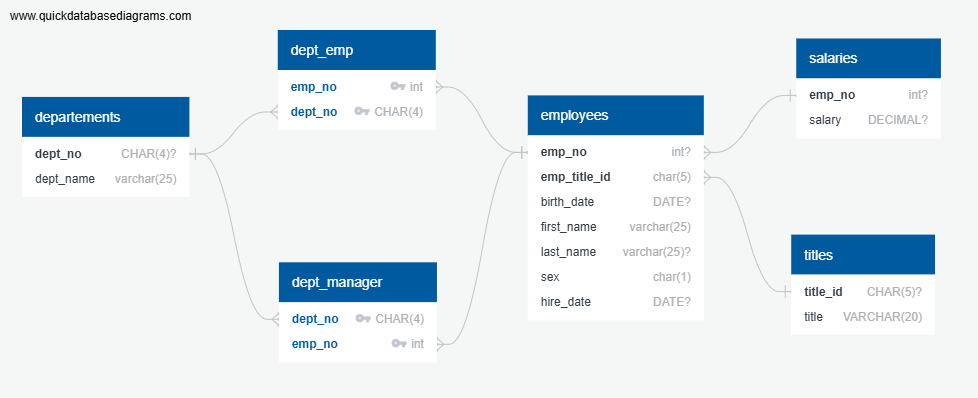 www.quickdatabasediagrams.com
departements
dept_no CHAR(4)?
dept_name varchar(25)
dept_emp
emp_no int
dept_no CHAR(4)
dept_manager
dept_no CHAR(4)
emp_no int
employees
emp_no int?
emp_title_id char(5)
birth_date DATE?
first_name varchar(25)
last_name varchar(25)?
sex char(1)
hire_date DATE?
salaries
emp_no int?
salary DECIMAL?
titles
title_id CHAR(5)?
title VARCHAR(20)